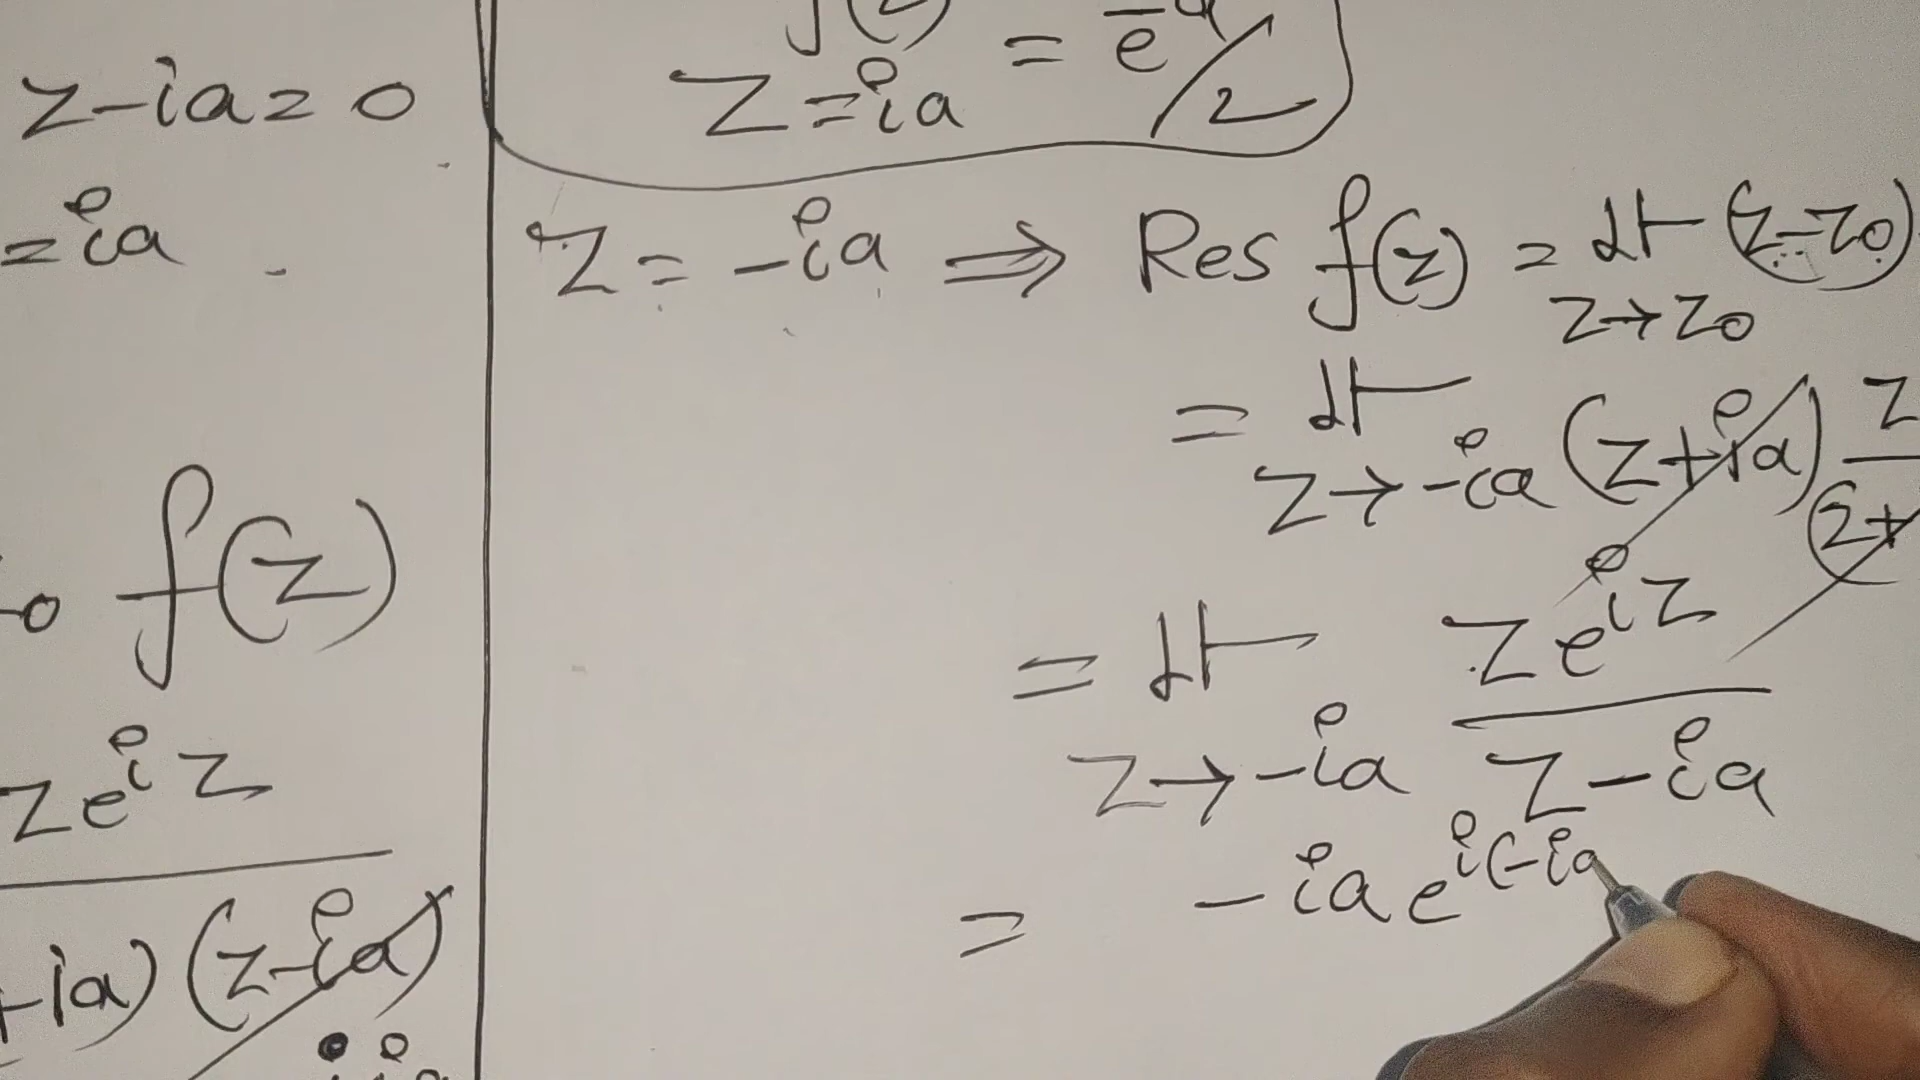 z-ia=0
=ia
f(z)
ze^{iz}
+ia)(z-ia)
f(z)
z=ia = e^{-a}/2
z=-ia ⇒ Res f(z) = lt (z-z0)
z→z0
= lt (z+ia) z
z→-ia (z+
= lt ze^{iz}
z→-ia z-ia
= -iae^{i(-ia